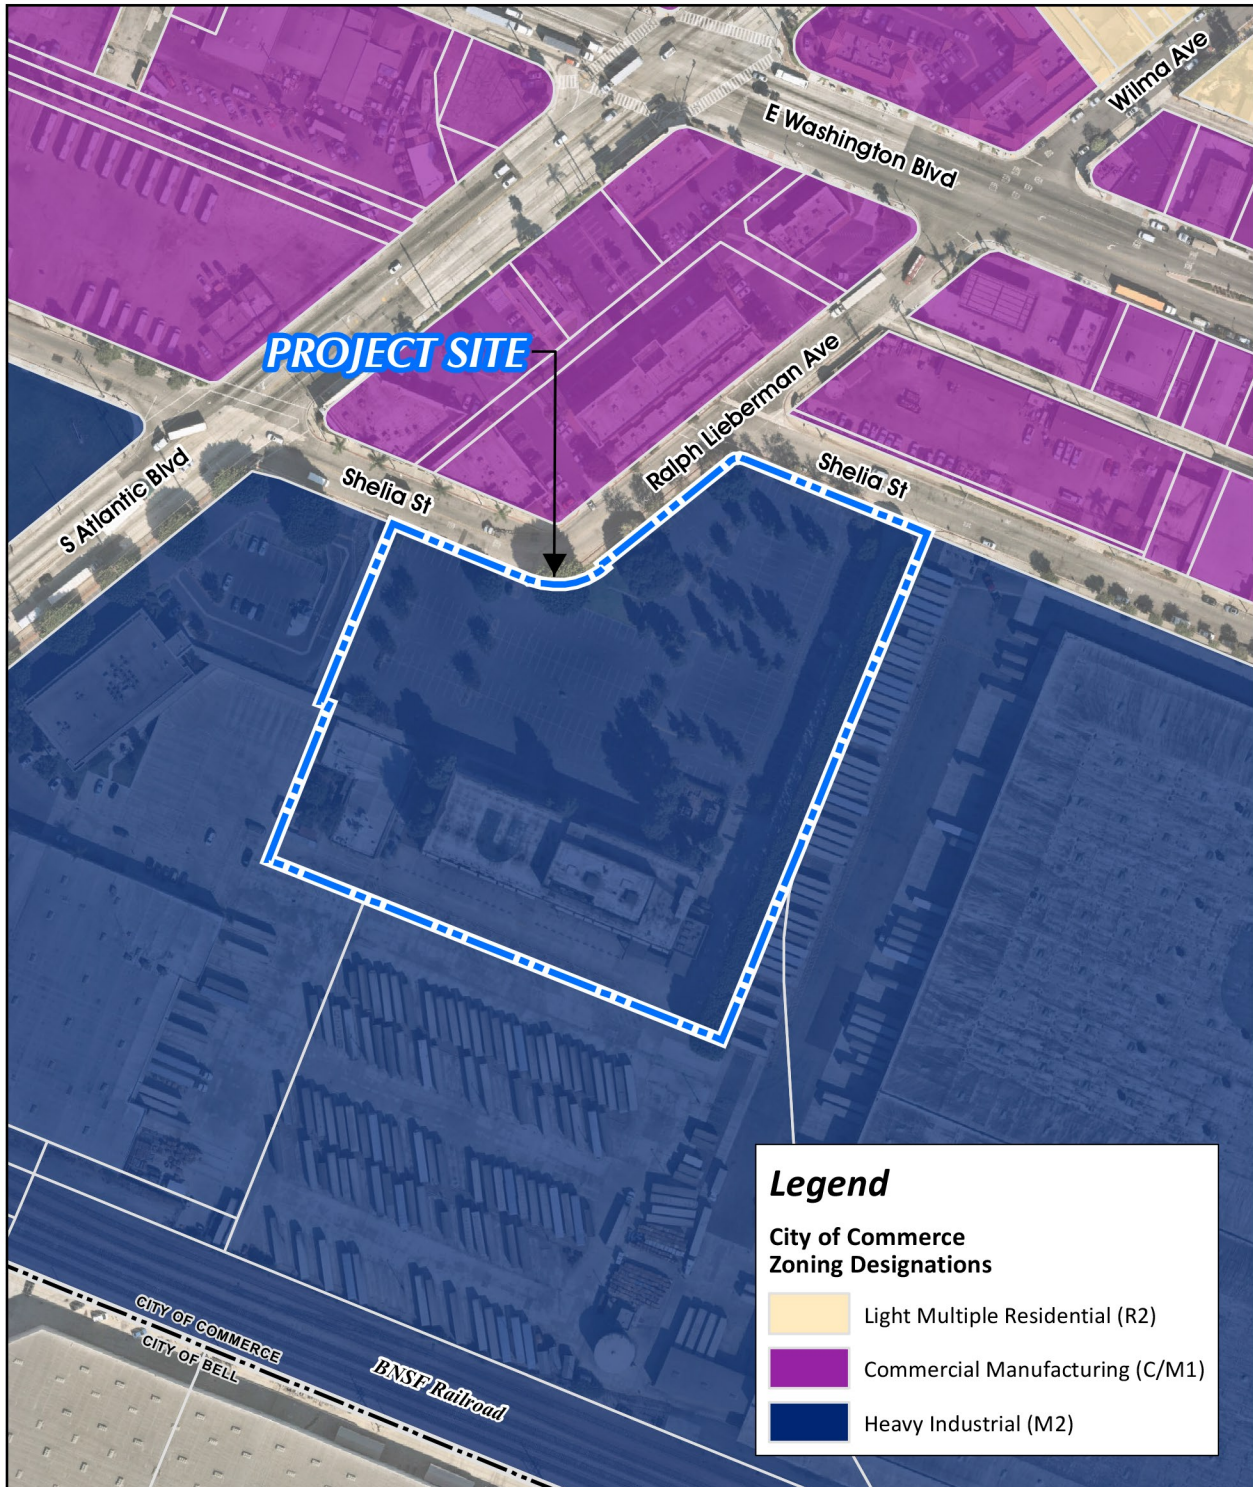 Wilma Ave
E Washington Blvd
PROJECT SITE
Ralph Lieberman Ave
S Atlantic Blvd
Shelia St
Shelia St
CITY OF COMMERCE
CITY OF BELL
BNSF Railroad
Legend
City of Commerce
Zoning Designations
Light Multiple Residential (R2)
Commercial Manufacturing (C/M1)
Heavy Industrial (M2)